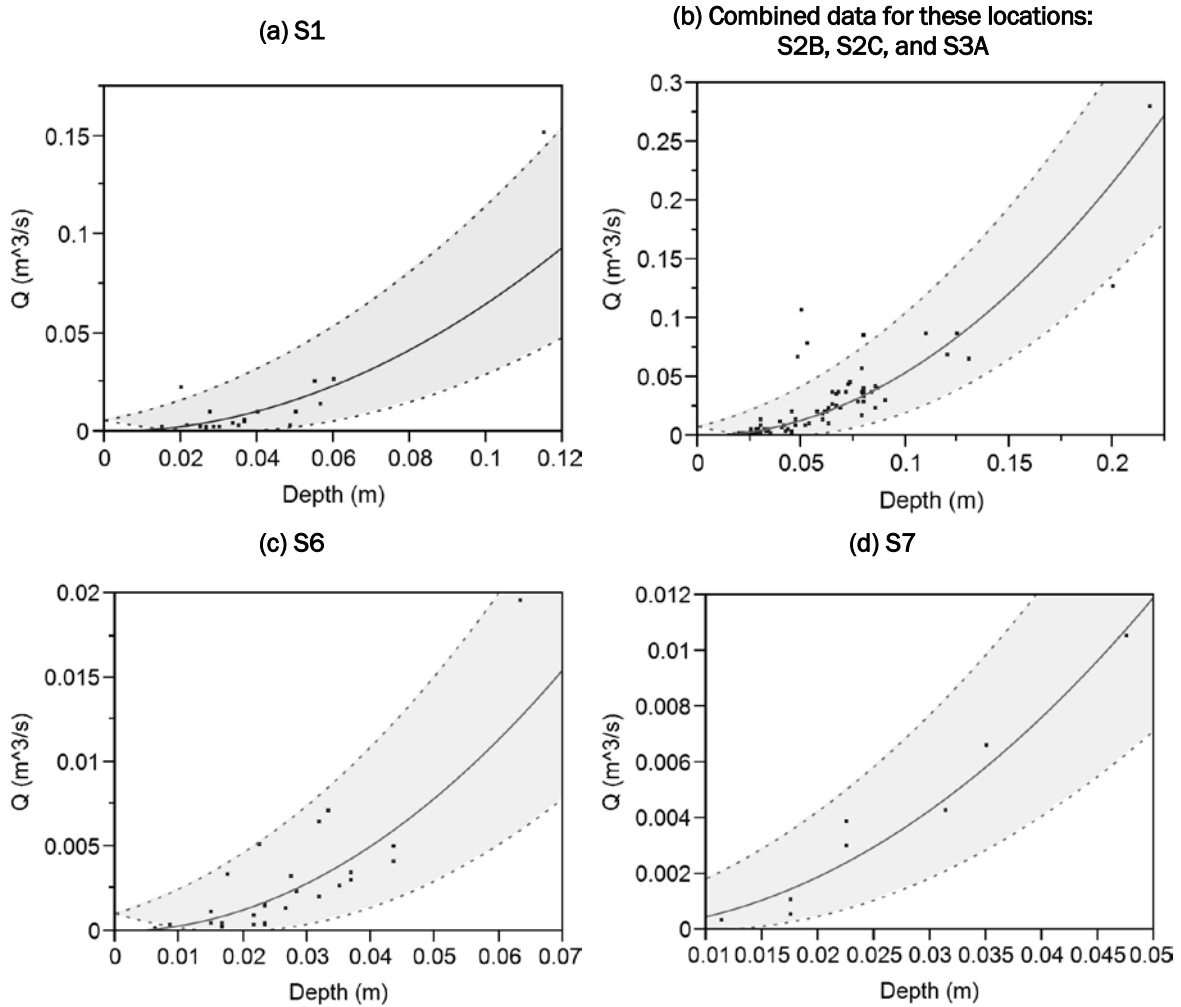 (a) S1
0.15
0.1
0.05
0
Q (m^3/s)
0 0.02 0.04 0.06 0.08 0.1 0.12
Depth (m)
(b) Combined data for these locations:
S2B, S2C, and S3A
0.3
0.25
0.2
0.15
0.1
0.05
0
Q (m^3/s)
0 0.05 0.1 0.15 0.2
Depth (m)
(c) S6
0.02
0.015
0.01
0.005
0
Q (m^3/s)
0 0.01 0.02 0.03 0.04 0.05 0.06 0.07
Depth (m)
(d) S7
0.012
0.01
0.008
0.006
0.004
0.002
0
Q (m^3/s)
0.01 0.015 0.02 0.025 0.03 0.035 0.04 0.045 0.05
Depth (m)